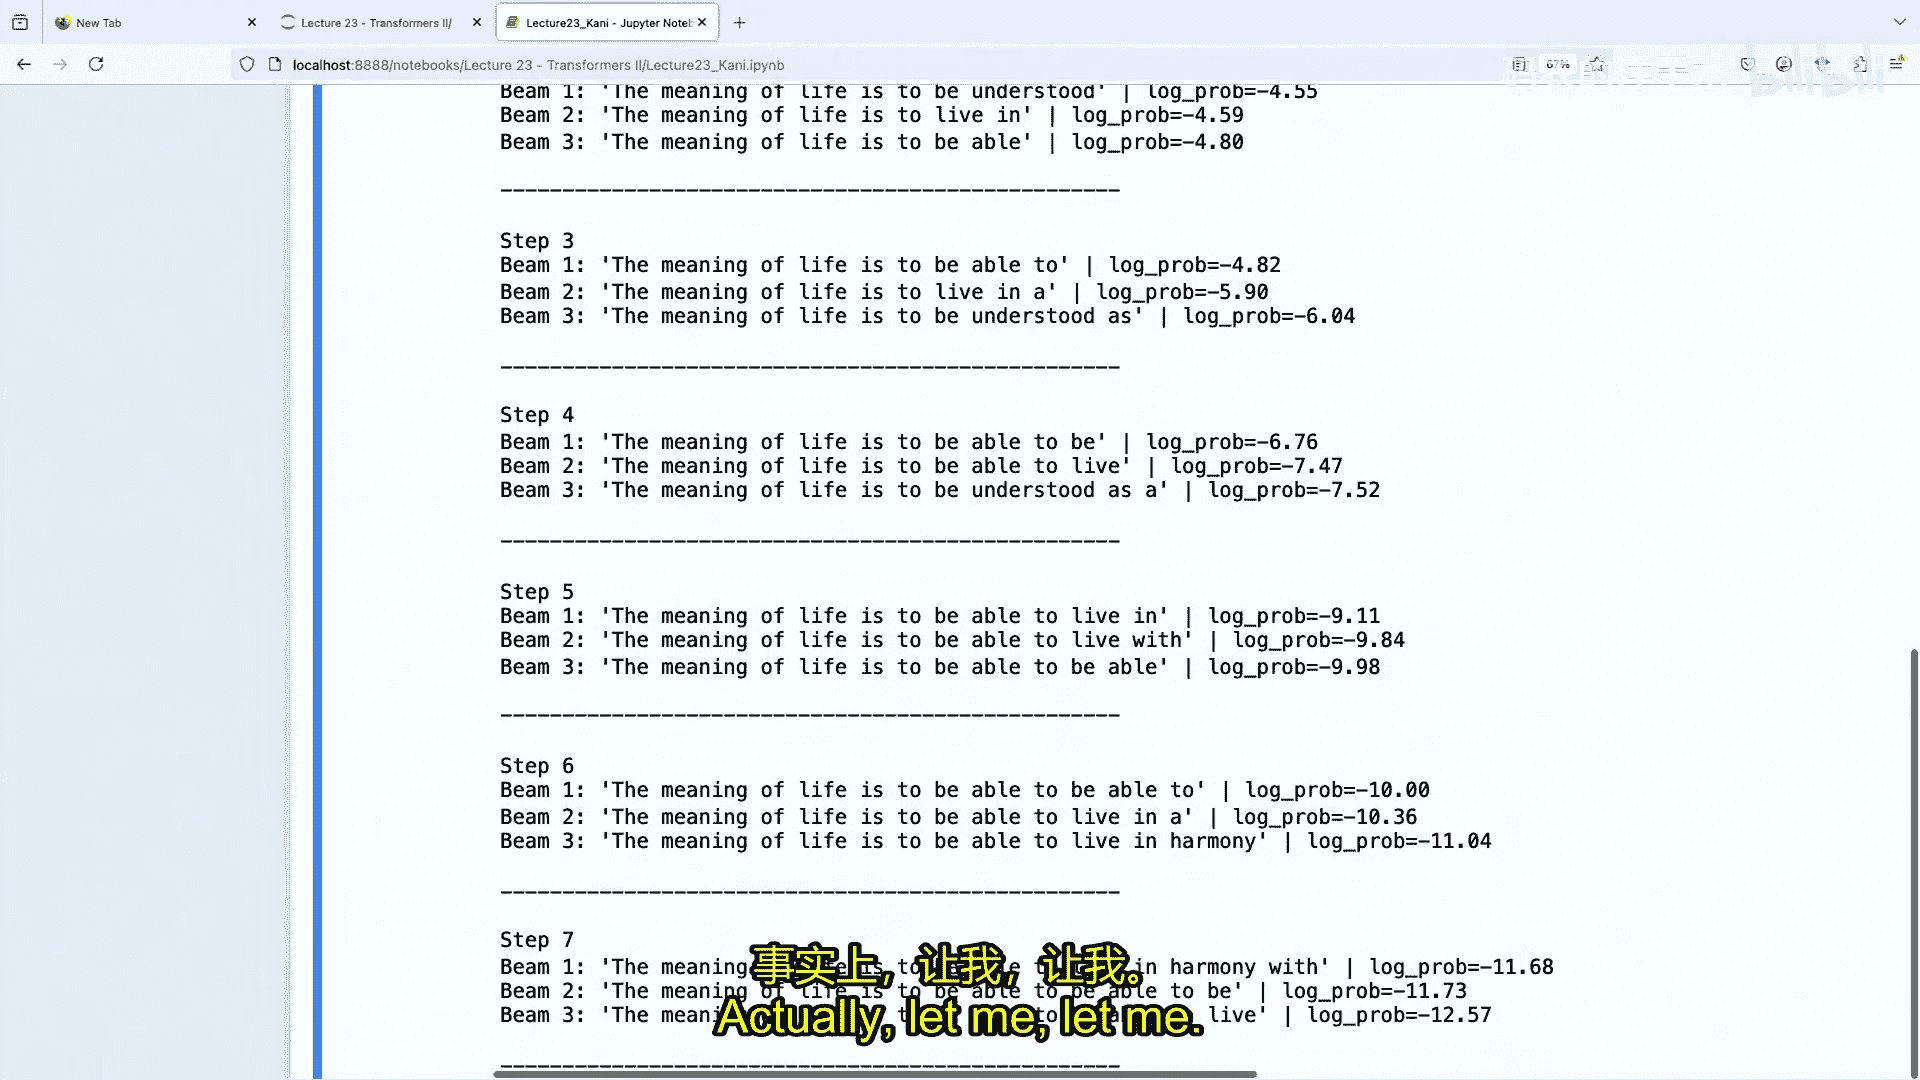 New Tab
Lecture 23 - Transformers II/
Lecture23_Kani - Jupyter Noteb
localhost:8888/notebooks/Lecture 23 - Transformers II/Lecture23_Kani.ipynb
67%
bilibili
Beam 1: 'The meaning of life is to be understood' | log_prob=-4.55
Beam 2: 'The meaning of life is to live in' | log_prob=-4.59
Beam 3: 'The meaning of life is to be able' | log_prob=-4.80
--------------------------------------------------
Step 3
Beam 1: 'The meaning of life is to be able to' | log_prob=-4.82
Beam 2: 'The meaning of life is to live in a' | log_prob=-5.90
Beam 3: 'The meaning of life is to be understood as' | log_prob=-6.04
--------------------------------------------------
Step 4
Beam 1: 'The meaning of life is to be able to be' | log_prob=-6.76
Beam 2: 'The meaning of life is to be able to live' | log_prob=-7.47
Beam 3: 'The meaning of life is to be understood as a' | log_prob=-7.52
--------------------------------------------------
Step 5
Beam 1: 'The meaning of life is to be able to live in' | log_prob=-9.11
Beam 2: 'The meaning of life is to be able to live with' | log_prob=-9.84
Beam 3: 'The meaning of life is to be able to be able' | log_prob=-9.98
--------------------------------------------------
Step 6
Beam 1: 'The meaning of life is to be able to be able to' | log_prob=-10.00
Beam 2: 'The meaning of life is to be able to live in a' | log_prob=-10.36
Beam 3: 'The meaning of life is to be able to live in harmony' | log_prob=-11.04
--------------------------------------------------
Step 7
Beam 1: 'The meaning in harmony with' | log_prob=-11.68
Beam 2: 'The meaning of life is to be able to be able to be' | log_prob=-11.73
Beam 3: 'The live' | log_prob=-12.57
--------------------------------------------------
事实上，让我，让我。
Actually, let me, let me.